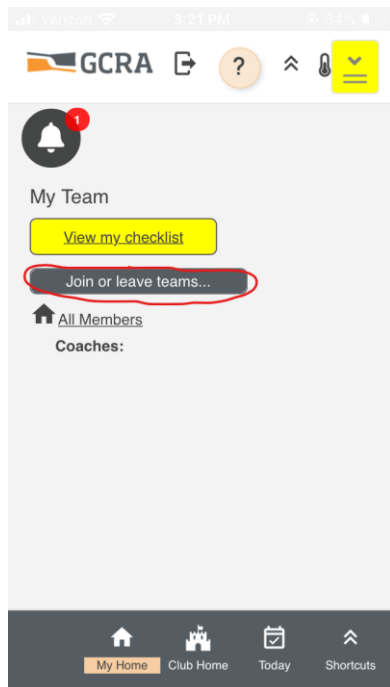 Verizon 3:21 PM 34%
GCRA ?
1
My Team
View my checklist
Join or leave teams...
All Members
Coaches:
My Home Club Home Today Shortcuts